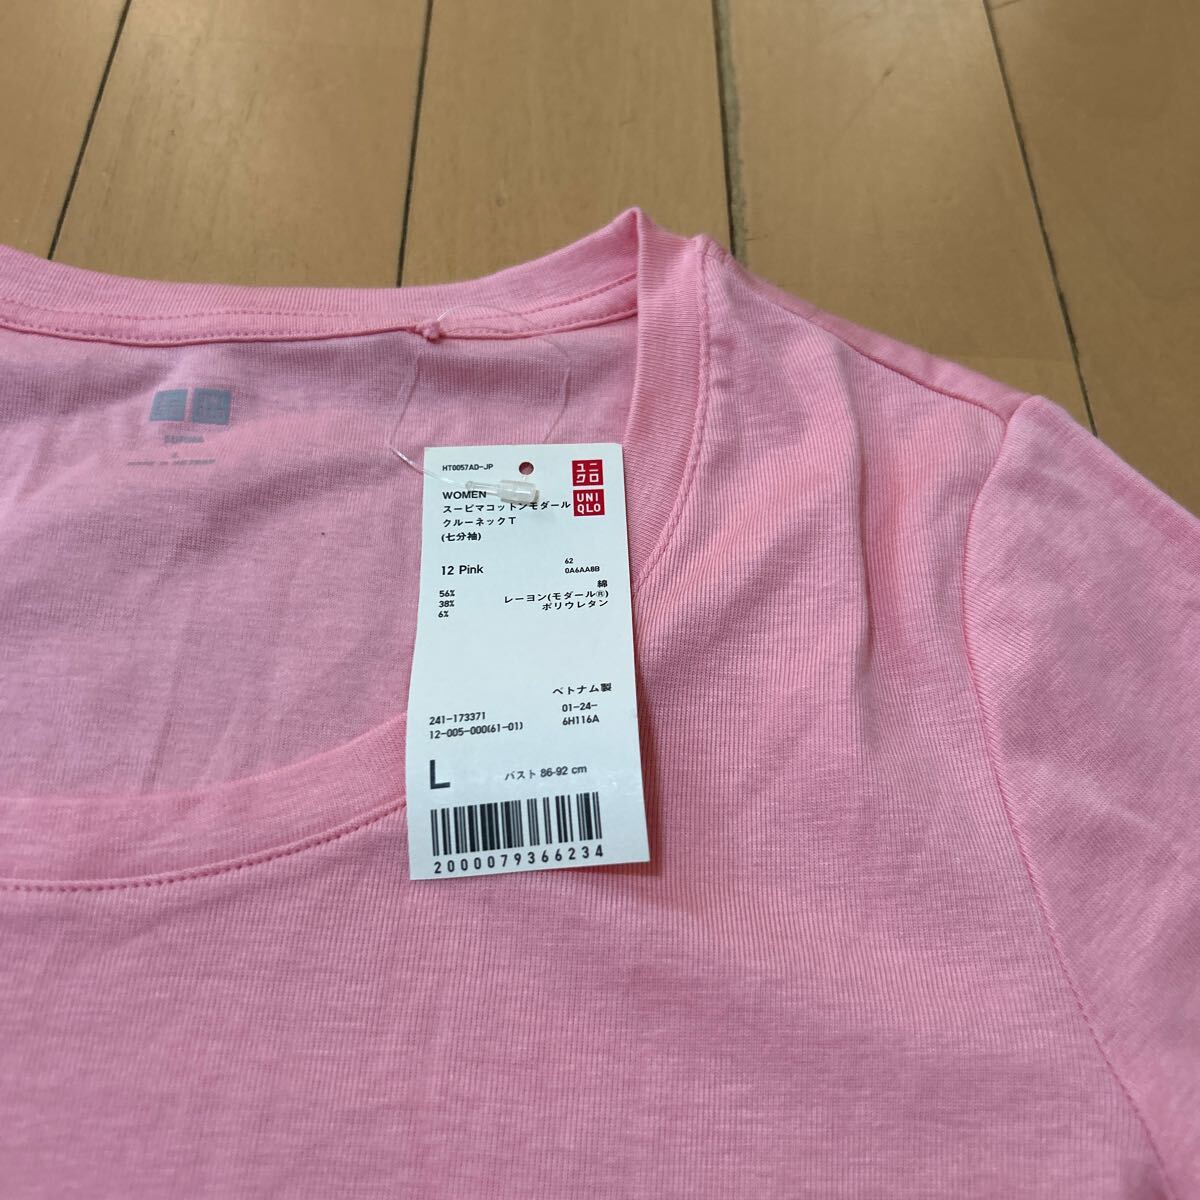 HT0057AD-JP
ユニ
クロ
UNI
QLO
WOMEN
スーピマコットンモダール
クルーネックT
(七分袖)
12 Pink
62
0A6AA8B
56% 綿
38% レーヨン(モダール®)
6% ポリウレタン
ベトナム製
241-173371
01-24-
12-005-000(61-01)
6H116A
L
バスト 86-92 cm
2000079366234